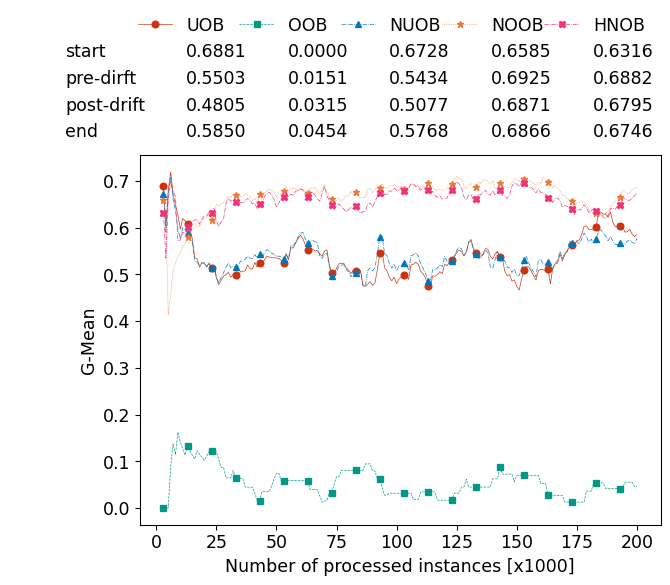 UOB OOB NUOB NOOB HNOB
start 0.6881 0.0000 0.6728 0.6585 0.6316
pre-dirft 0.5503 0.0151 0.5434 0.6925 0.6882
post-drift 0.4805 0.0315 0.5077 0.6871 0.6795
end 0.5850 0.0454 0.5768 0.6866 0.6746
0.7
0.6
0.5
0.4
0.3
0.2
0.1
0.0
G-Mean
0 25 50 75 100 125 150 175 200
Number of processed instances [x1000]